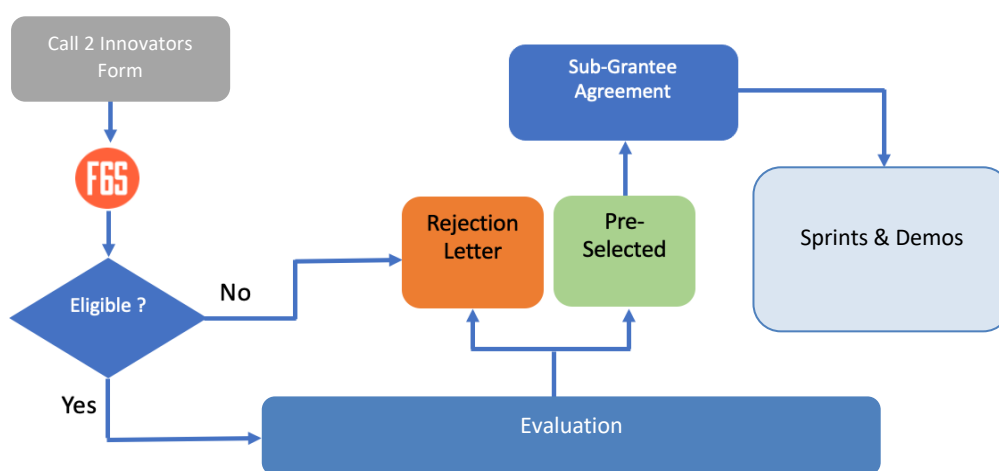 Call 2 Innovators
Form
F6S
Eligible ?
No
Yes
Rejection
Letter
Pre-
Selected
Sub-Grantee
Agreement
Sprints & Demos
Evaluation